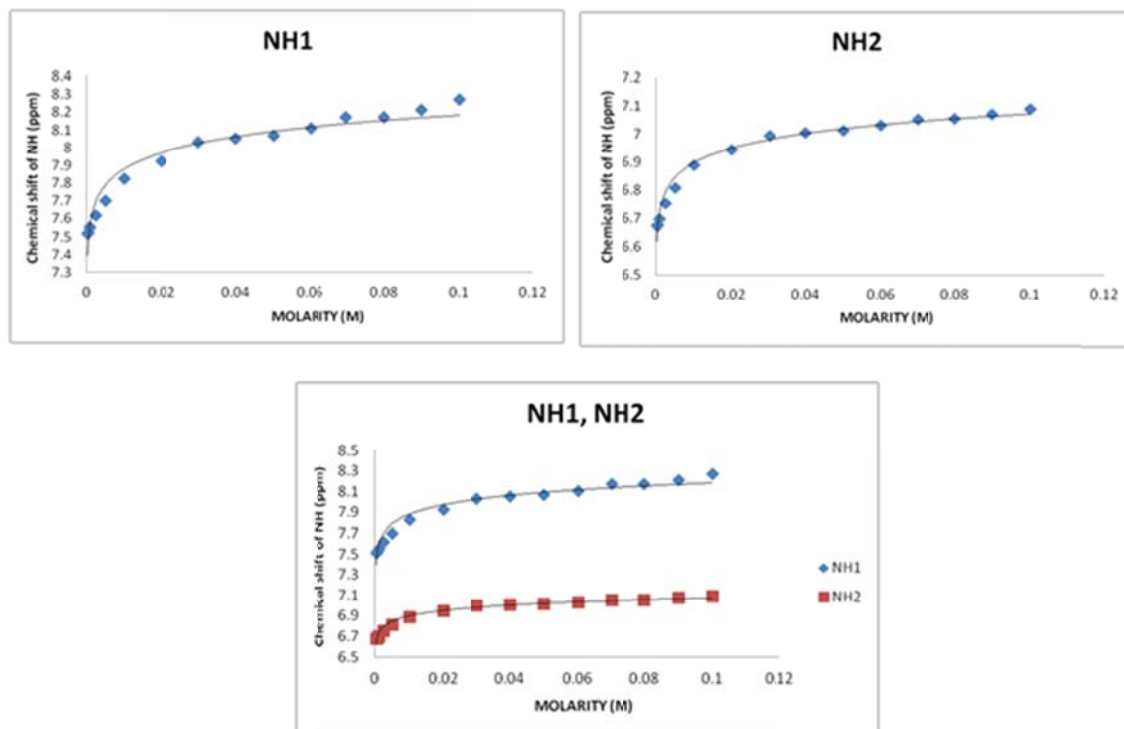 NH1
Chemical shift of NH (ppm)
8.4
8.3
8.2
8.1
8
7.9
7.8
7.7
7.6
7.5
7.4
7.3
0 0.02 0.04 0.06 0.08 0.1 0.12
MOLARITY (M)
NH2
Chemical shift of NH (ppm)
7.2
7.1
7
6.9
6.8
6.7
6.6
6.5
0 0.02 0.04 0.06 0.08 0.1 0.12
MOLARITY (M)
NH1, NH2
Chemical shift of NH (ppm)
8.5
8.3
8.1
7.9
7.7
7.5
7.3
7.1
6.9
6.7
6.5
0 0.02 0.04 0.06 0.08 0.1 0.12
MOLARITY (M)
NH1
NH2